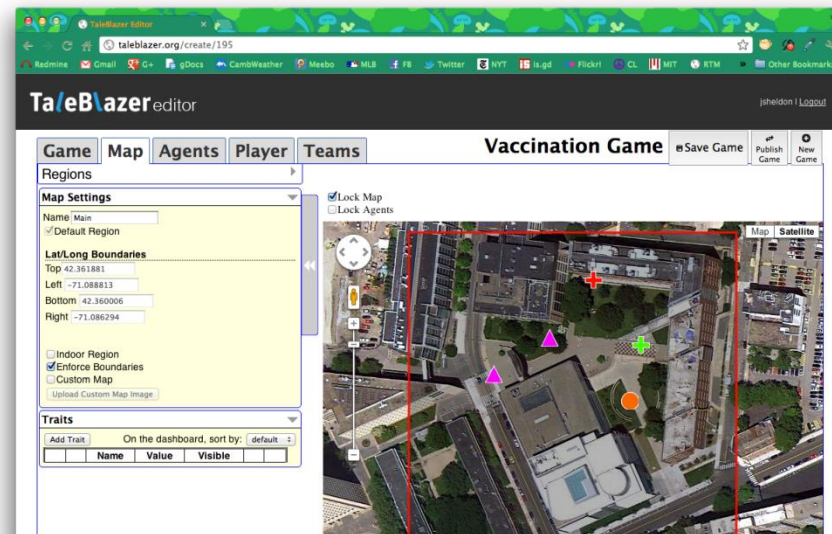 TaleBlazer Editor
taleblazer.org/create/195
Redmine Gmail G+ gDocs CambWeather Meebo MLB FB Twitter NYT is.gd Flickr! CL MIT RTM » Other Bookmarks
TaleBlazer editor
jsheldon | Logout
Game Map Agents Player Teams
Vaccination Game
Save Game
Publish Game
New Game
Regions
Map Settings
Name Main
Default Region
Lat/Long Boundaries
Top 42.361881
Left -71.088813
Bottom 42.360006
Right -71.086294
Indoor Region
Enforce Boundaries
Custom Map
Upload Custom Map Image
Traits
Add Trait On the dashboard, sort by: default
Name Value Visible
Lock Map
Lock Agents
Map Satellite